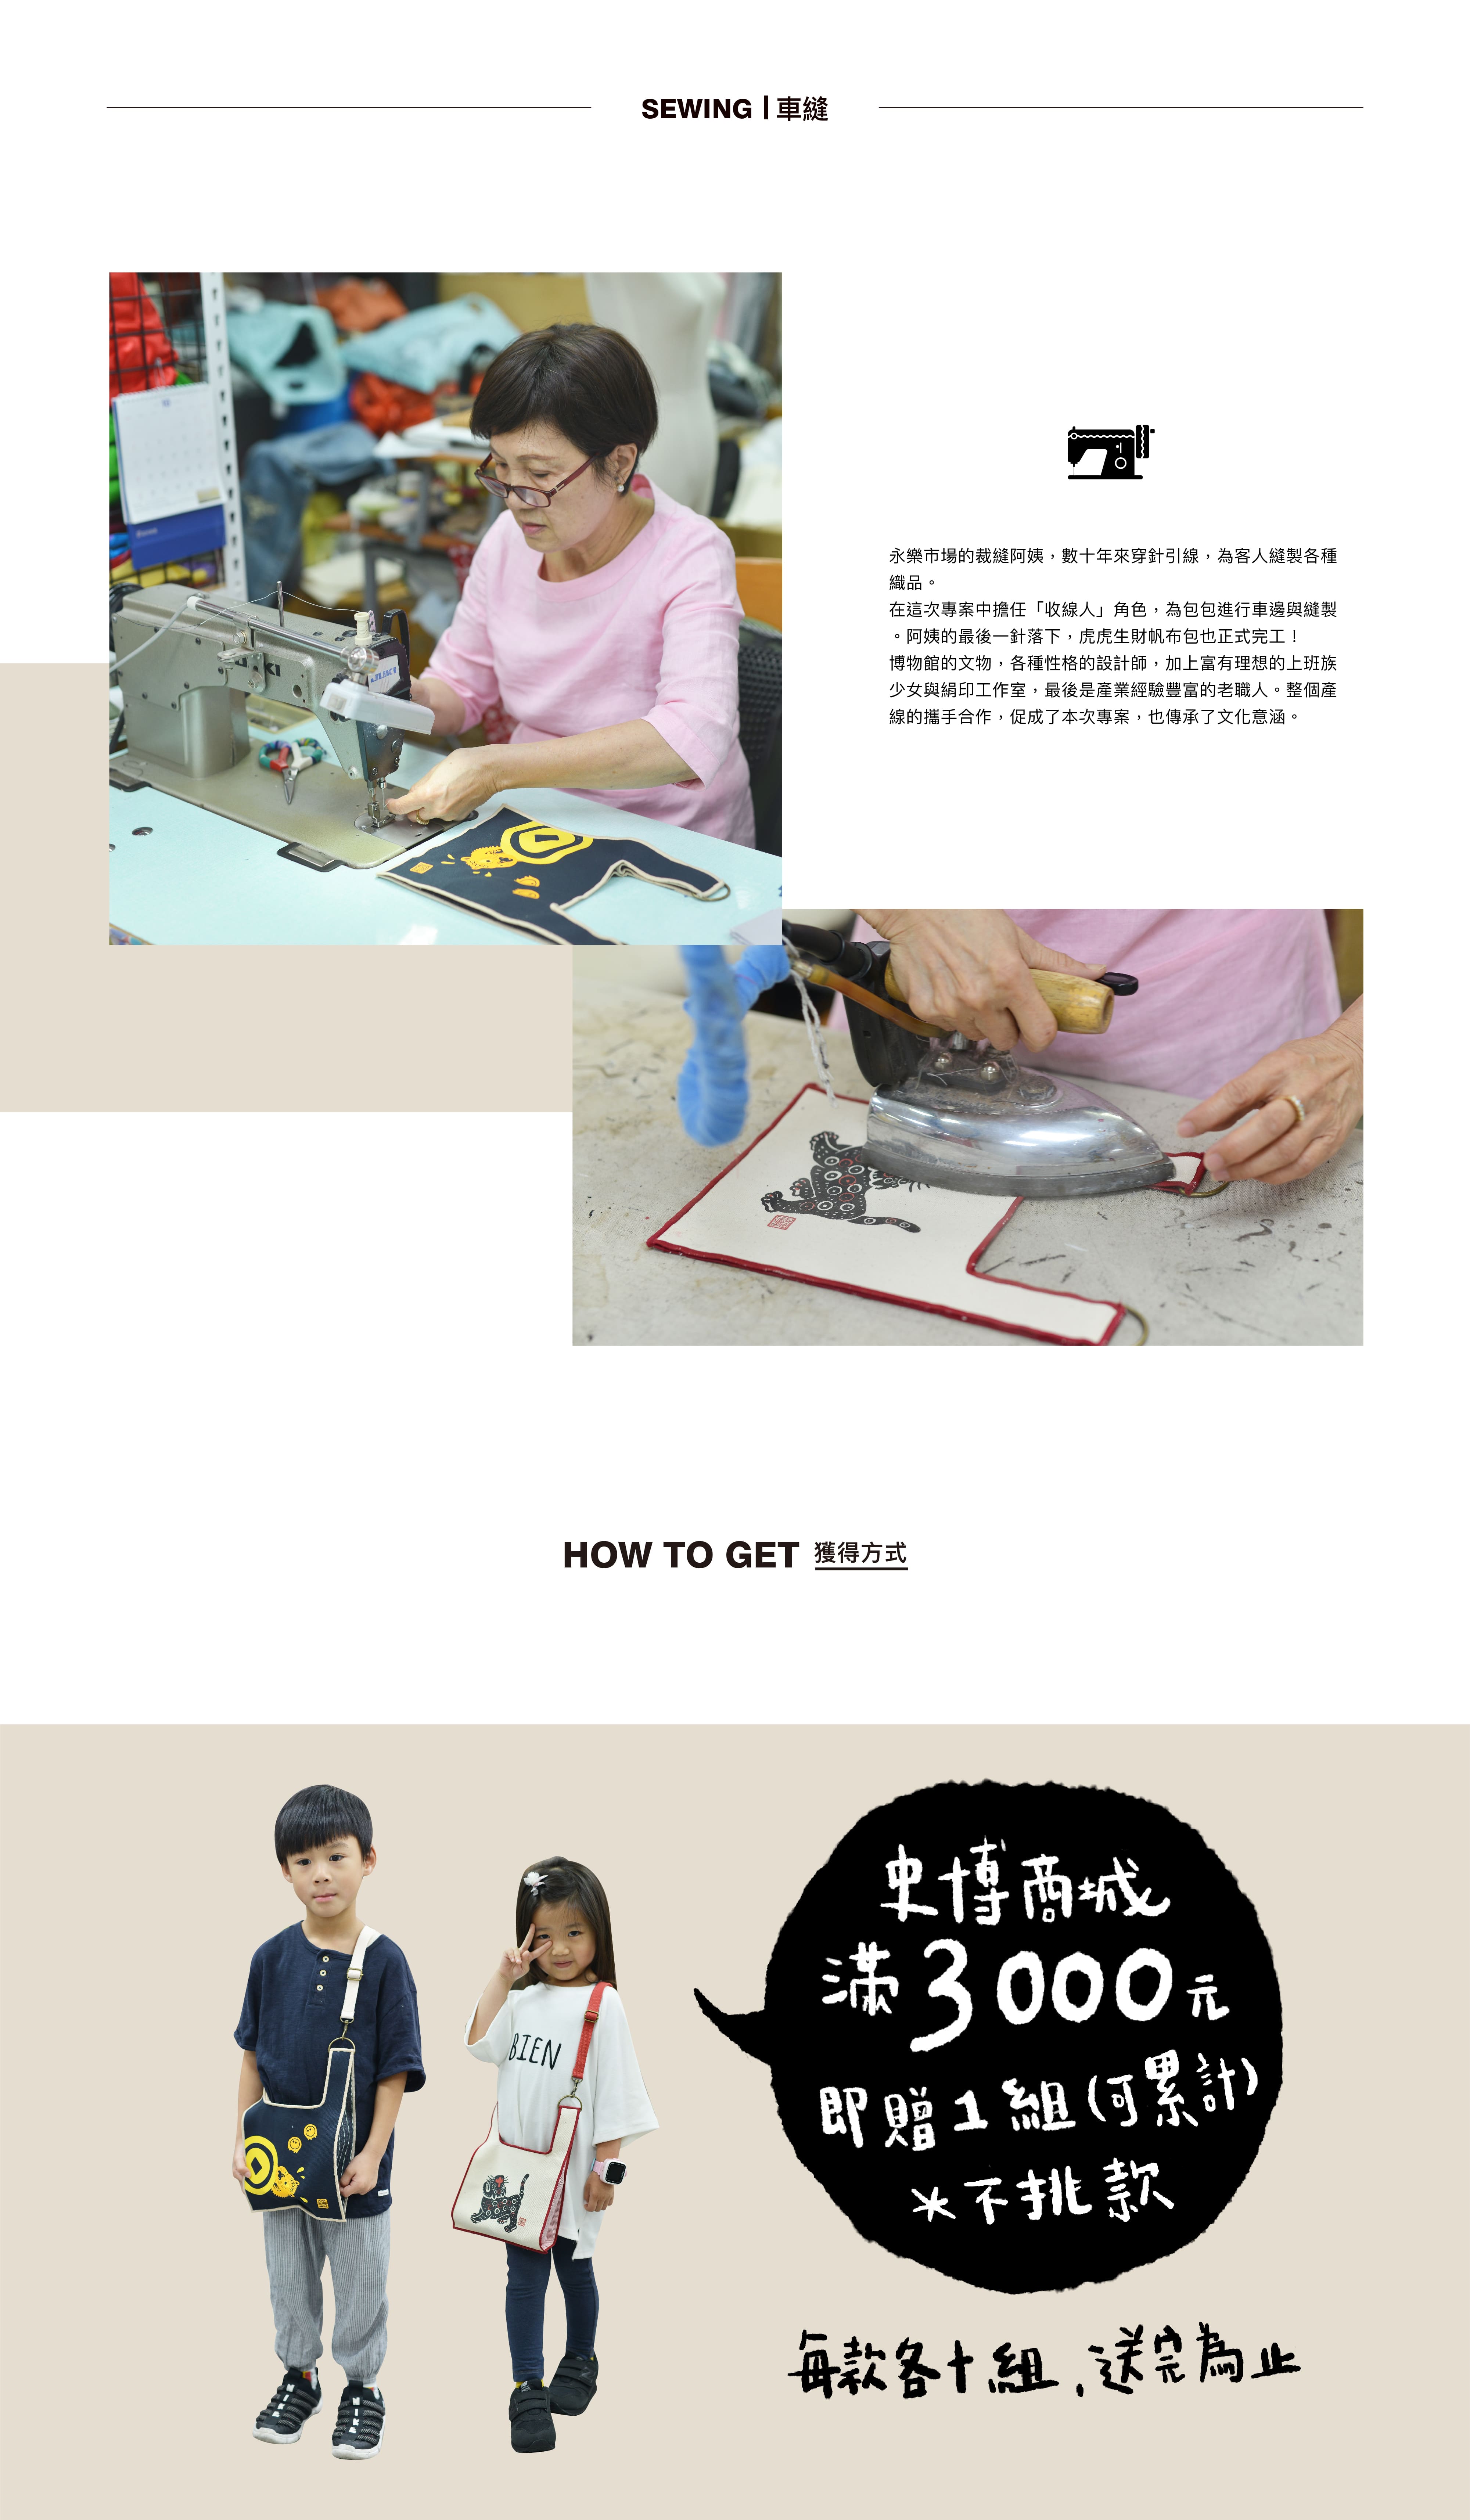 SEWING | 車縫
JUKI
永樂市場的裁縫阿姨，數十年來穿針引線，為客人縫製各種
織品。
在這次專案中擔任「收線人」角色，為包包進行車邊與縫製
。阿姨的最後一針落下，虎虎生財帆布包也正式完工！
博物館的文物，各種性格的設計師，加上富有理想的上班族
少女與絹印工作室，最後是產業經驗豐富的老職人。整個產
線的攜手合作，促成了本次專案，也傳承了文化意涵。
HOW TO GET 獲得方式
史博商城
滿3000元
即贈1組(可累計)
*不挑款
BIEN
每款各十組，送完為止